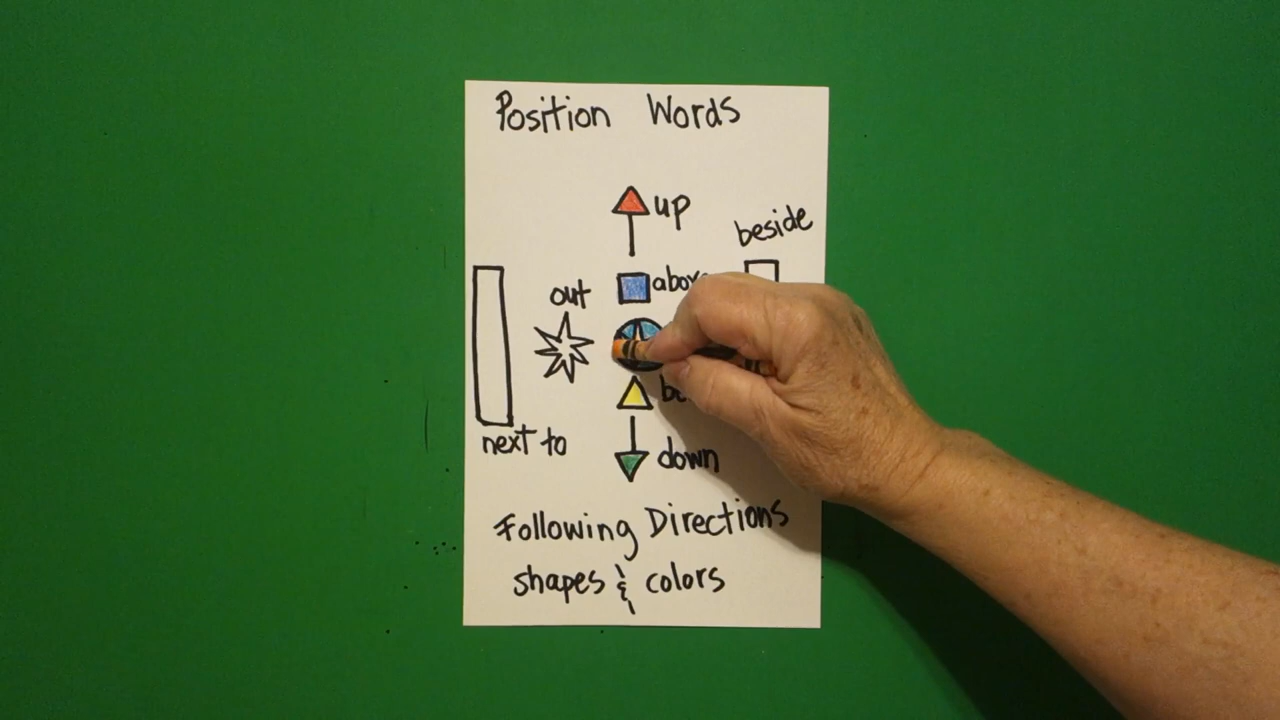 Position Words
up
beside
out
down
next to
Following Directions
shapes & colors